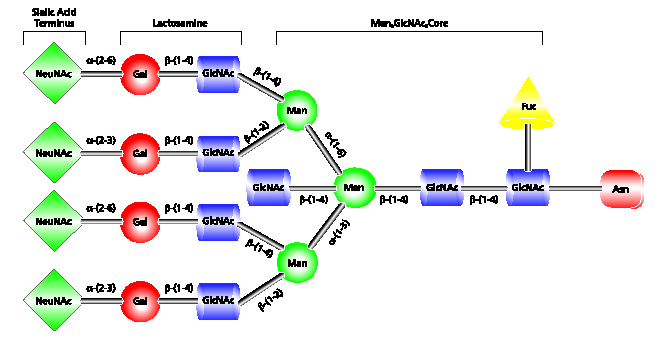 Sialic Acid
Terminus
Lactosamine
Man₃GlcNAc₂Core
NeuNAc α-(2-6) Gal β-(1-4) GlcNAc β-(1-4)
Fuc
Man
NeuNAc α-(2-3) Gal β-(1-4) GlcNAc β-(1-2)
α-(1-6)
GlcNAc β-(1-4) Man β-(1-4) GlcNAc β-(1-4) GlcNAc Asn
NeuNAc α-(2-6) Gal β-(1-4) GlcNAc β-(1-4)
α-(1-3)
Man
NeuNAc α-(2-3) Gal β-(1-4) GlcNAc β-(1-2)